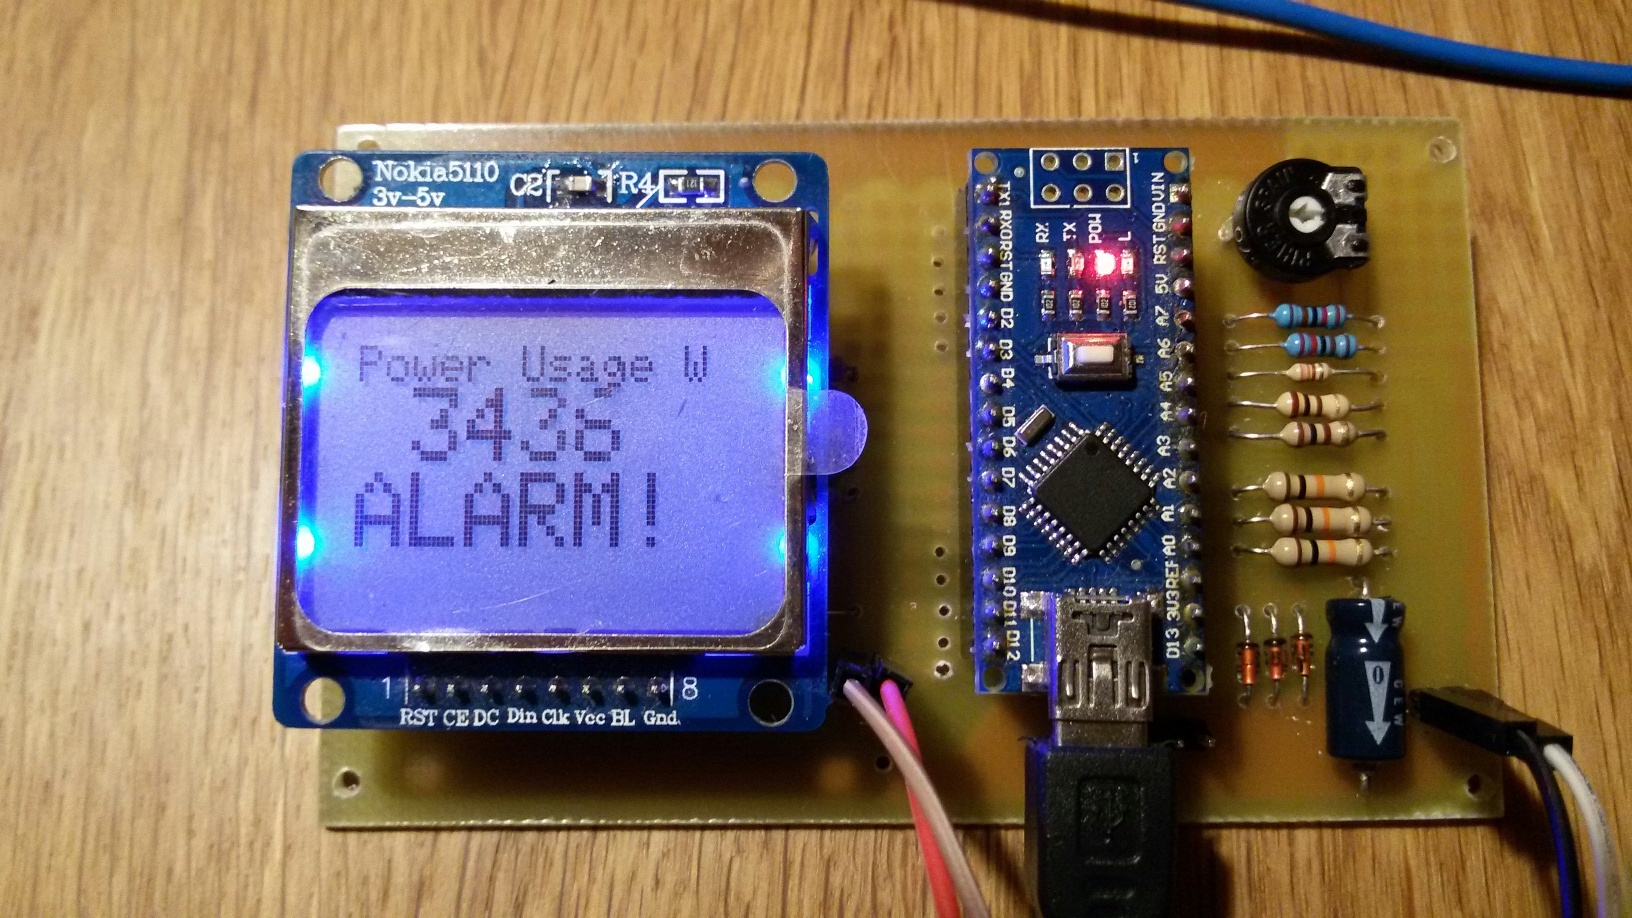 Nokia5110
3v-5v
C2
R4
Power Usage W
3436
ALARM!
1
8
RST CE DC Din Clk Vcc BL Gnd
1
RX TX POW L
TX1 RX0 RST GND D2 D3 D4 D5 D6 D7 D8 D9 D10 D11 D12
VIN GND RST 5V A7 A6 A5 A4 A3 A2 A1 A0 REF 3V3 D13